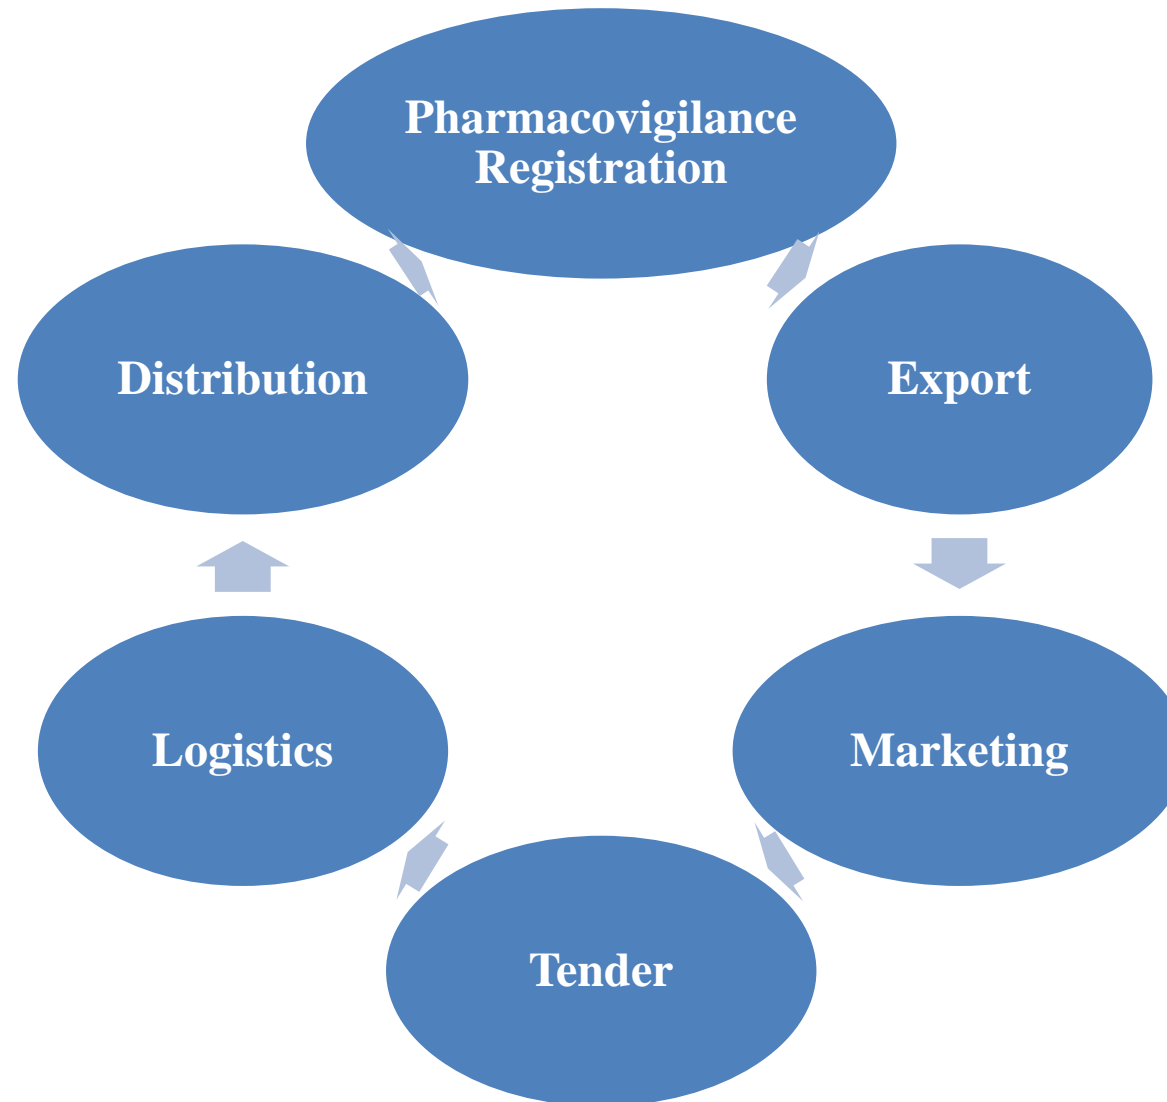 Pharmacovigilance
Registration
Export
Marketing
Tender
Logistics
Distribution